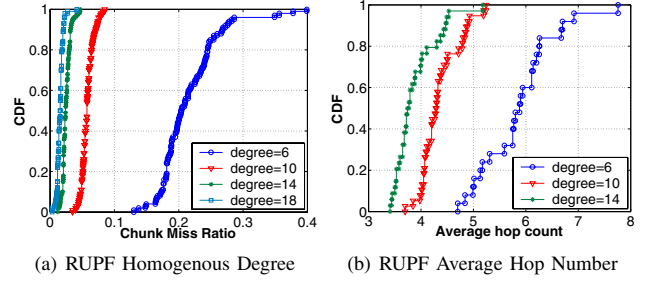 1
0.8
0.6
0.4
0.2
0
CDF
0
0.1
0.2
0.3
0.4
Chunk Miss Ratio
degree=6
degree=10
degree=14
degree=18
(a) RUPF Homogenous Degree
1
0.8
0.6
0.4
0.2
0
CDF
3
4
5
6
7
8
Average hop count
degree=6
degree=10
degree=14
(b) RUPF Average Hop Number